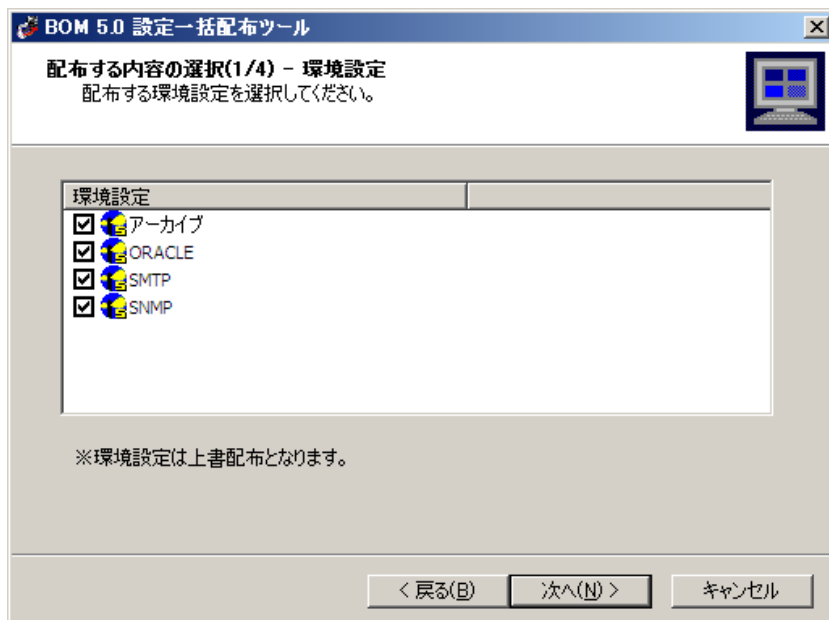 BOM 5.0 設定一括配布ツール
配布する内容の選択(1/4) - 環境設定
配布する環境設定を選択してください。
環境設定
アーカイブ
ORACLE
SMTP
SNMP
※環境設定は上書配布となります。
< 戻る(B) 次へ(N) > キャンセル